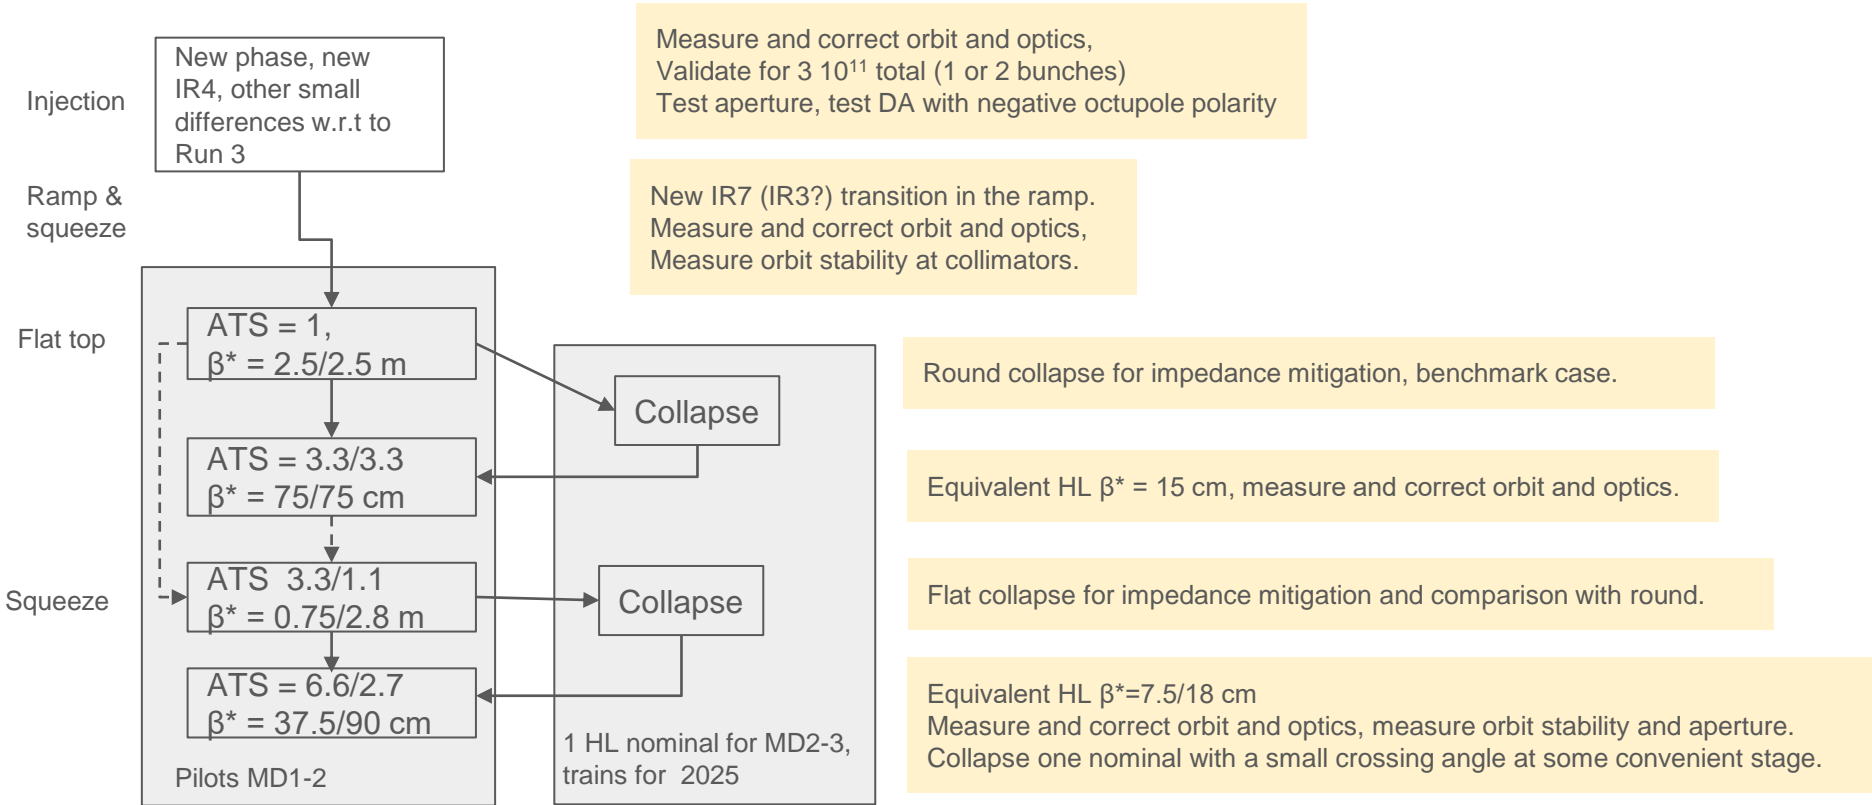 Injection
New phase, new
IR4, other small
differences w.r.t to
Run 3
Measure and correct orbit and optics,
Validate for 3 10¹¹ total (1 or 2 bunches)
Test aperture, test DA with negative octupole polarity
Ramp &
squeeze
New IR7 (IR3?) transition in the ramp.
Measure and correct orbit and optics,
Measure orbit stability at collimators.
Flat top
ATS = 1,
β* = 2.5/2.5 m
Collapse
Round collapse for impedance mitigation, benchmark case.
ATS = 3.3/3.3
β* = 75/75 cm
Equivalent HL β* = 15 cm, measure and correct orbit and optics.
Squeeze
ATS  3.3/1.1
β* = 0.75/2.8 m
Collapse
Flat collapse for impedance mitigation and comparison with round.
ATS = 6.6/2.7
β* = 37.5/90 cm
Equivalent HL β*=7.5/18 cm
Measure and correct orbit and optics, measure orbit stability and aperture.
Collapse one nominal with a small crossing angle at some convenient stage.
Pilots MD1-2
1 HL nominal for MD2-3,
trains for  2025